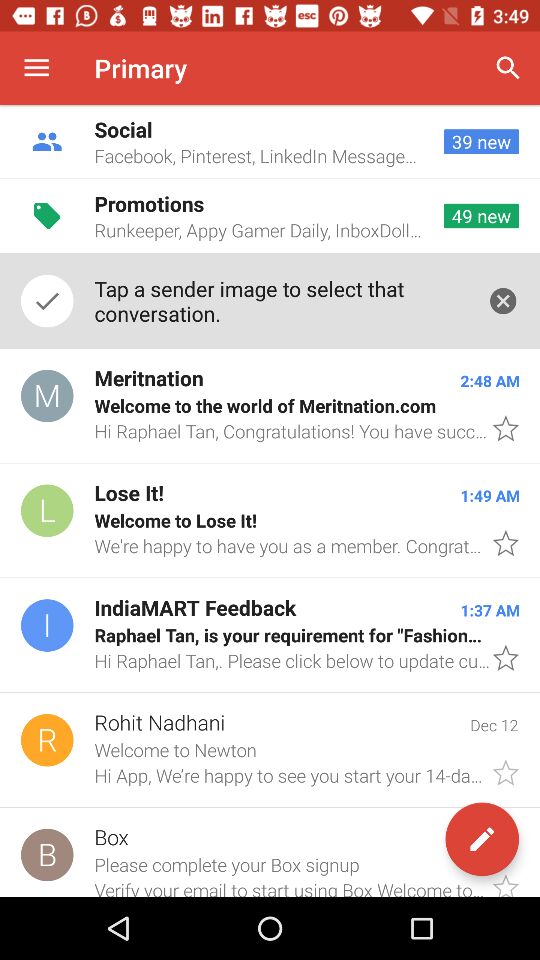 esc 3:49
Primary
Social
Facebook, Pinterest, LinkedIn Message...
39 new
Promotions
Runkeeper, Appy Gamer Daily, InboxDoll...
49 new
Tap a sender image to select that
conversation.
M
Meritnation
2:48 AM
Welcome to the world of Meritnation.com
Hi Raphael Tan, Congratulations! You have succ...
L
Lose It!
1:49 AM
Welcome to Lose It!
We're happy to have you as a member. Congrat...
I
IndiaMART Feedback
1:37 AM
Raphael Tan, is your requirement for "Fashion...
Hi Raphael Tan,. Please click below to update cu...
R
Rohit Nadhani
Dec 12
Welcome to Newton
Hi App, We're happy to see you start your 14-da...
B
Box
Please complete your Box signup
Verify your email to start using Box Welcome to...